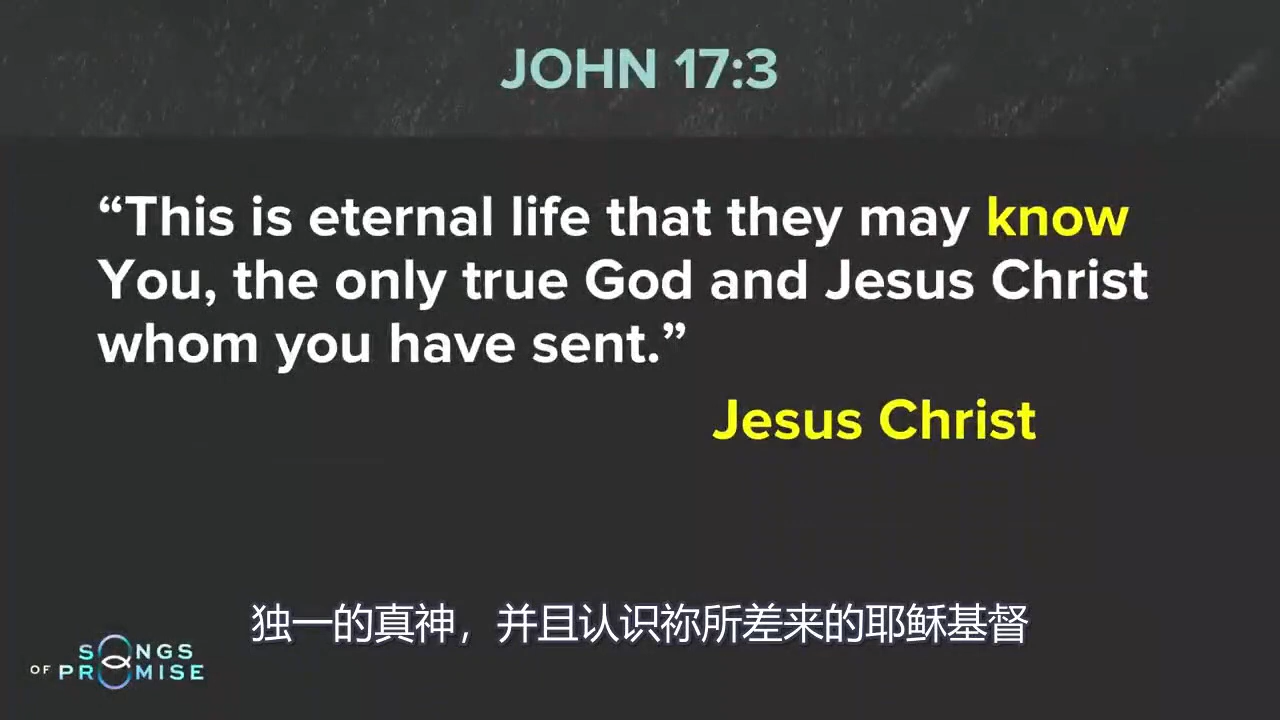 JOHN 17:3
“This is eternal life that they may know
You, the only true God and Jesus Christ
whom you have sent.”
Jesus Christ
独一的真神，并且认识祢所差来的耶稣基督
SONGS
OF PROMISE